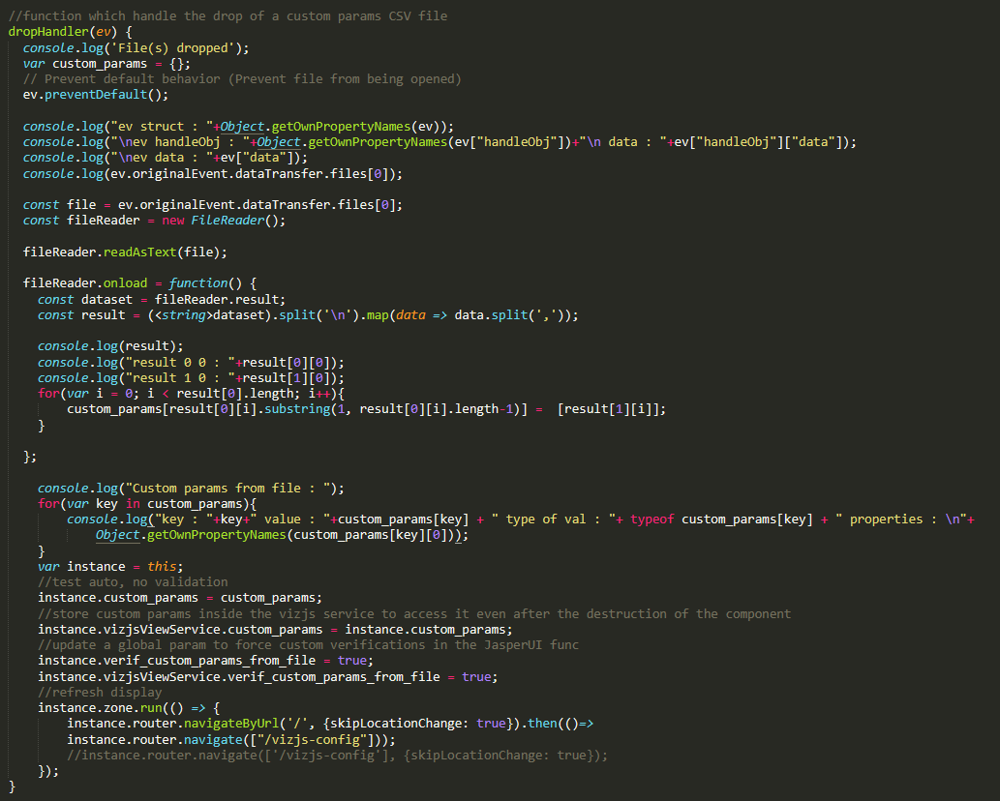 //function which handle the drop of a custom params CSV file
dropHandler(ev) {
console.log('File(s) dropped');
var custom_params = {};
// Prevent default behavior (Prevent file from being opened)
ev.preventDefault();
console.log("ev struct : "+Object.getOwnPropertyNames(ev));
console.log("\nev handleObj : "+Object.getOwnPropertyNames(ev["handleObj"])+"\n data : "+ev["handleObj"]["data"]);
console.log("\nev data : "+ev["data"]);
console.log(ev.originalEvent.dataTransfer.files[0]);
const file = ev.originalEvent.dataTransfer.files[0];
const fileReader = new FileReader();
fileReader.readAsText(file);
fileReader.onload = function() {
const dataset = fileReader.result;
const result = (<string>dataset).split('\n').map(data => data.split(','));
console.log(result);
console.log("result 0 0 : "+result[0][0]);
console.log("result 1 0 : "+result[1][0]);
for(var i = 0; i < result[0].length; i++){
custom_params[result[0][i].substring(1, result[0][i].length-1)] =  [result[1][i]];
}
};
console.log("Custom params from file : ");
for(var key in custom_params){
console.log("key : "+key+" value : "+custom_params[key] + " type of val : "+ typeof custom_params[key] + " properties : \n"+
Object.getOwnPropertyNames(custom_params[key][0]));
}
var instance = this;
//test auto, no validation
instance.custom_params = custom_params;
//store custom params inside the vizjs service to access it even after the destruction of the component
instance.vizjsViewService.custom_params = instance.custom_params;
//update a global param to force custom verifications in the JasperUI func
instance.verif_custom_params_from_file = true;
instance.vizjsViewService.verif_custom_params_from_file = true;
//refresh display
instance.zone.run(() => {
instance.router.navigateByUrl('/', {skipLocationChange: true}).then(()=>
instance.router.navigate(["/vizjs-config"]));
//instance.router.navigate(['/vizjs-config'], {skipLocationChange: true});
});
}